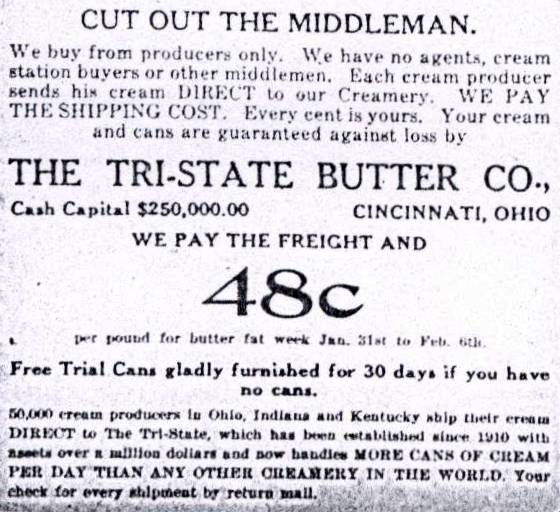 CUT OUT THE MIDDLEMAN.
We buy from producers only. We have no agents, cream
station buyers or other middlemen. Each cream producer
sends his cream DIRECT to our Creamery. WE PAY
THE SHIPPING COST. Every cent is yours. Your cream
and cans are guaranteed against loss by
THE TRI-STATE BUTTER CO.,
Cash Capital $250,000.00 CINCINNATI, OHIO
WE PAY THE FREIGHT AND
48c
per pound for butter fat week Jan. 31st to Feb. 6th.
Free Trial Cans gladly furnished for 30 days if you have
no cans.
50,000 cream producers in Ohio, Indiana and Kentucky ship their cream
DIRECT to The Tri-State, which has been established since 1910 with
assets over a million dollars and now handles MORE CANS OF CREAM
PER DAY THAN ANY OTHER CREAMERY IN THE WORLD. Your
check for every shipment by return mail.